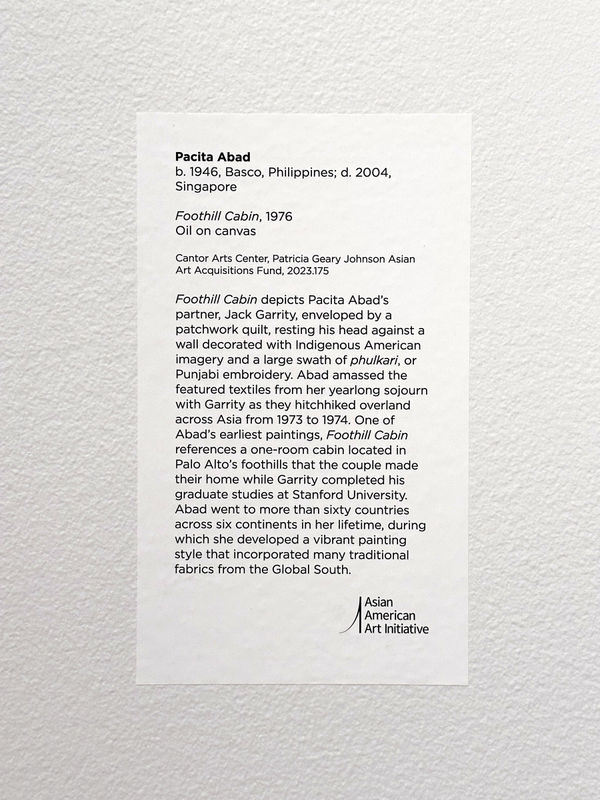 Pacita Abad
b. 1946, Basco, Philippines; d. 2004,
Singapore
Foothill Cabin, 1976
Oil on canvas
Cantor Arts Center, Patricia Geary Johnson Asian
Art Acquisitions Fund, 2023.175
Foothill Cabin depicts Pacita Abad’s
partner, Jack Garrity, enveloped by a
patchwork quilt, resting his head against a
wall decorated with Indigenous American
imagery and a large swath of phulkari, or
Punjabi embroidery. Abad amassed the
featured textiles from her yearlong sojourn
with Garrity as they hitchhiked overland
across Asia from 1973 to 1974. One of
Abad’s earliest paintings, Foothill Cabin
references a one-room cabin located in
Palo Alto’s foothills that the couple made
their home while Garrity completed his
graduate studies at Stanford University.
Abad went to more than sixty countries
across six continents in her lifetime, during
which she developed a vibrant painting
style that incorporated many traditional
fabrics from the Global South.
Asian
American
Art Initiative